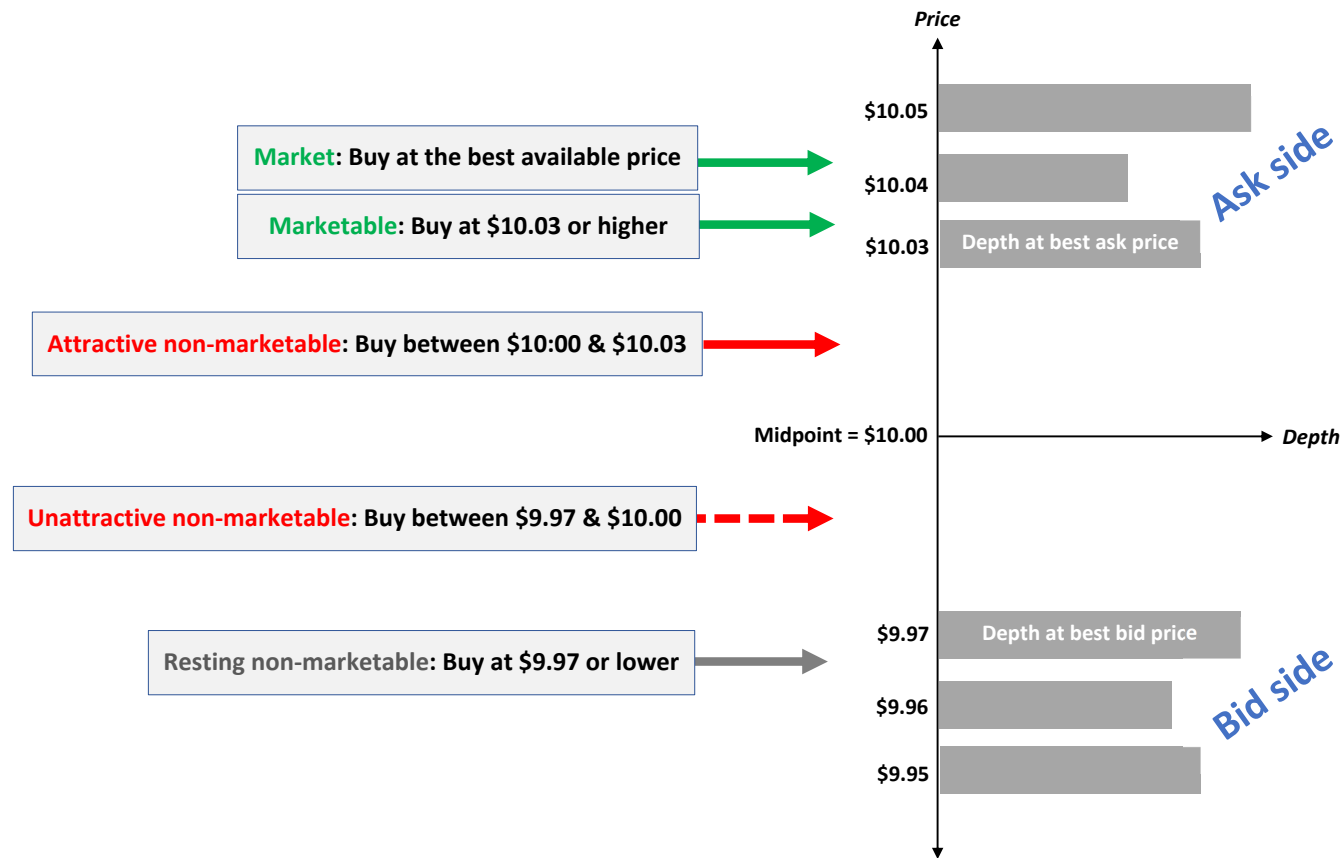 Price
$10.05
Market: Buy at the best available price
$10.04
Ask side
Marketable: Buy at $10.03 or higher
$10.03
Depth at best ask price
Attractive non-marketable: Buy between $10:00 & $10.03
Midpoint = $10.00
Depth
Unattractive non-marketable: Buy between $9.97 & $10.00
$9.97
Depth at best bid price
Resting non-marketable: Buy at $9.97 or lower
$9.96
Bid side
$9.95